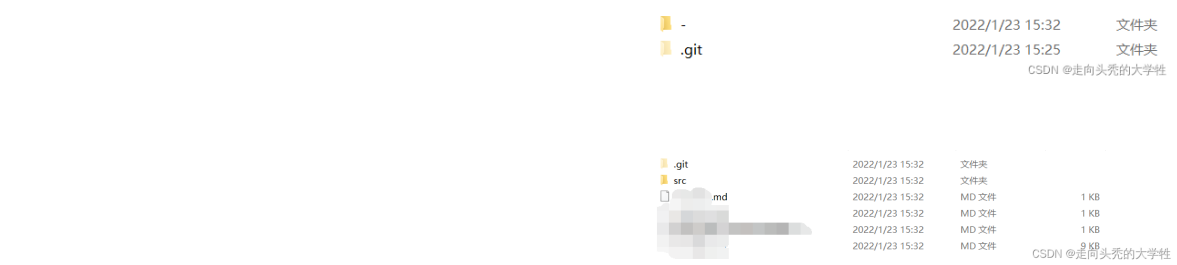 - 2022/1/23 15:32 文件夹
.git 2022/1/23 15:25 文件夹
CSDN @走向头秃的大学牲
.git 2022/1/23 15:32 文件夹
src 2022/1/23 15:32 文件夹
.md 2022/1/23 15:32 MD 文件 1 KB
2022/1/23 15:32 MD 文件 1 KB
2022/1/23 15:32 MD 文件 1 KB
2022/1/23 15:32 MD 文件 9 KB
CSDN @走向头秃的大学牲